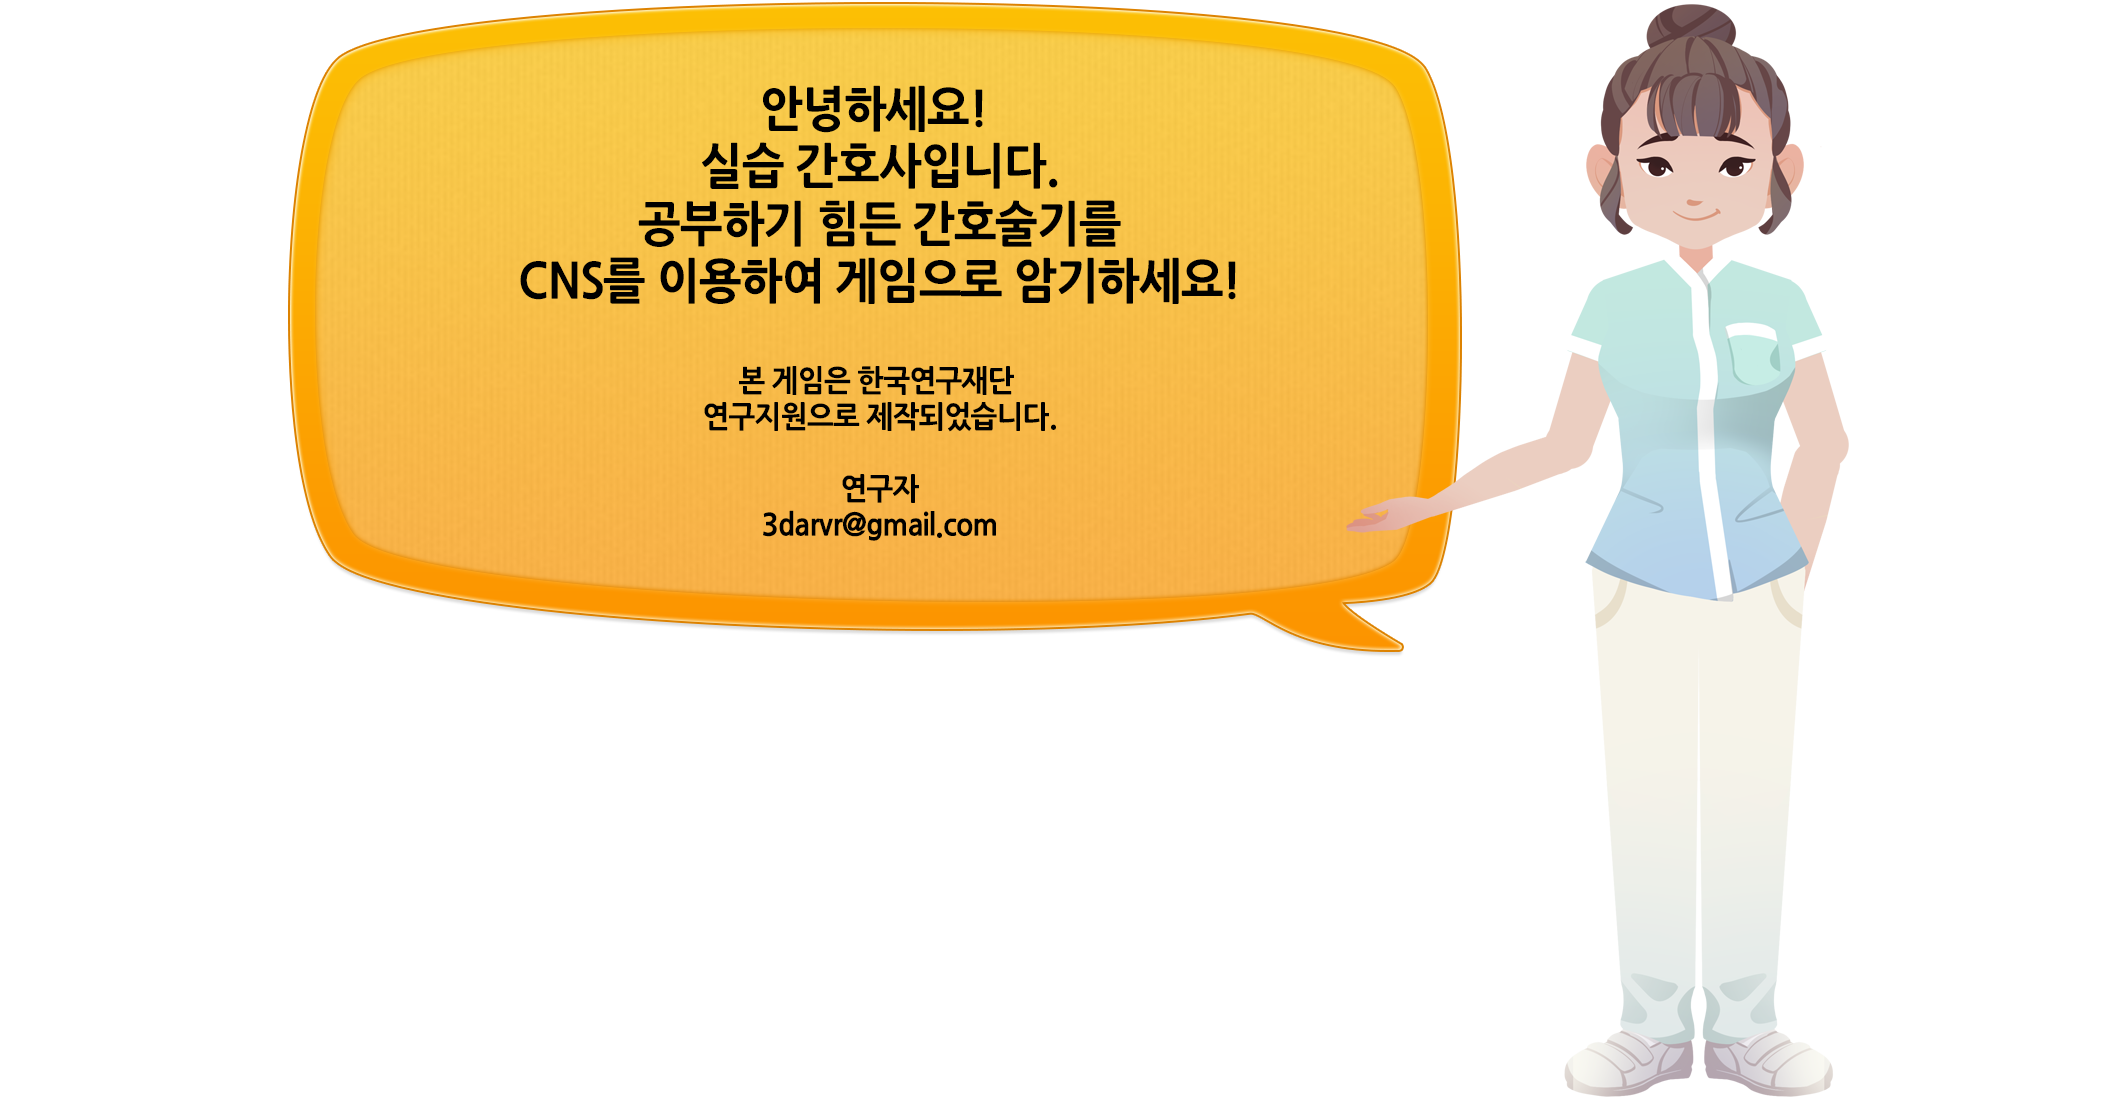 안녕하세요!
실습 간호사입니다.
공부하기 힘든 간호술기를
CNS를 이용하여 게임으로 암기하세요!
본 게임은 한국연구재단
연구지원으로 제작되었습니다.
연구자
3darvr@gmail.com